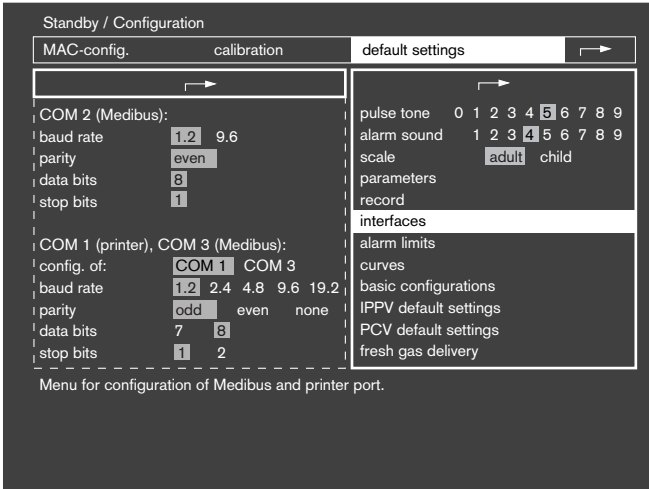 Standby / Configuration
MAC-config. calibration default settings
COM 2 (Medibus):
baud rate 1.2 9.6
parity even
data bits 8
stop bits 1
COM 1 (printer), COM 3 (Medibus):
config. of: COM 1 COM 3
baud rate 1.2 2.4 4.8 9.6 19.2
parity odd even none
data bits 7 8
stop bits 1 2
pulse tone 0 1 2 3 4 5 6 7 8 9
alarm sound 1 2 3 4 5 6 7 8 9
scale adult child
parameters
record
interfaces
alarm limits
curves
basic configurations
IPPV default settings
PCV default settings
fresh gas delivery
Menu for configuration of Medibus and printer port.